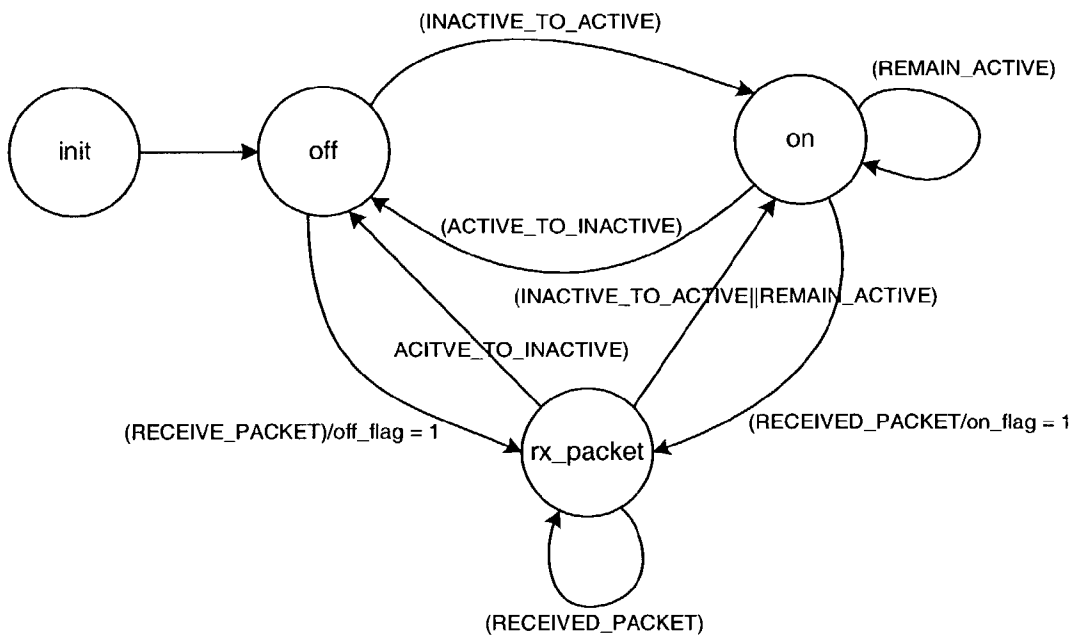 (INACTIVE_TO_ACTIVE)
(REMAIN_ACTIVE)
init
off
on
(ACTIVE_TO_INACTIVE)
(INACTIVE_TO_ACTIVE||REMAIN_ACTIVE)
ACITVE_TO_INACTIVE)
(RECEIVE_PACKET)/off_flag = 1
(RECEIVED_PACKET/on_flag = 1
rx_packet
(RECEIVED_PACKET)